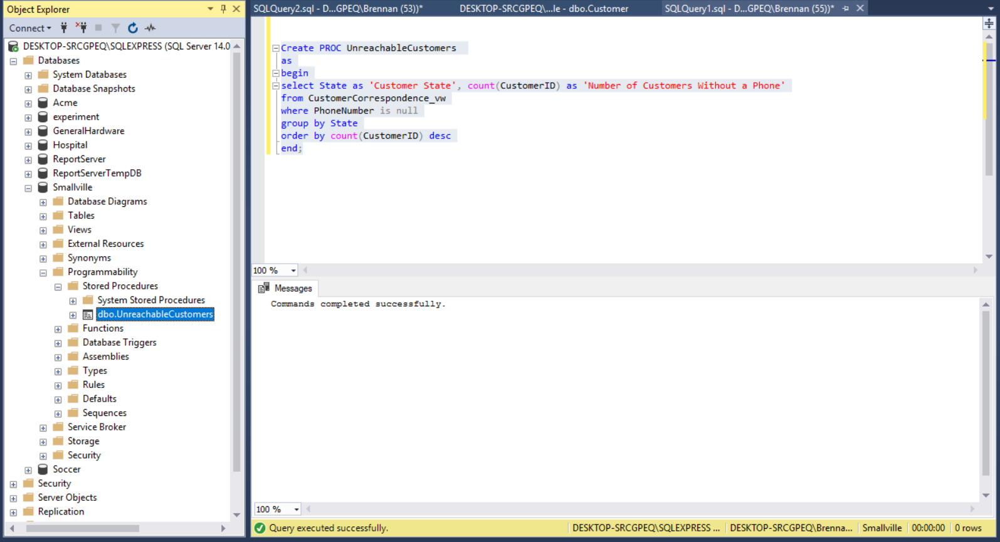 Object Explorer
Connect
DESKTOP-SRCGPEQ\SQLEXPRESS (SQL Server 14.0
Databases
System Databases
Database Snapshots
Acme
experiment
GeneralHardware
Hospital
ReportServer
ReportServerTempDB
Smallville
Database Diagrams
Tables
Views
External Resources
Synonyms
Programmability
Stored Procedures
System Stored Procedures
dbo.UnreachableCustomers
Functions
Database Triggers
Assemblies
Types
Rules
Defaults
Sequences
Service Broker
Storage
Security
Soccer
Security
Server Objects
Replication
SQLQuery2.sql - D...GPEQ\Brennan (53))* DESKTOP-SRCGPEQ\...le - dbo.Customer SQLQuery1.sql - D...GPEQ\Brennan (55))*
Create PROC UnreachableCustomers
as
begin
select State as 'Customer State', count(CustomerID) as 'Number of Customers Without a Phone'
from CustomerCorrespondence_vw
where PhoneNumber is null
group by State
order by count(CustomerID) desc
end;
100 %
Messages
Commands completed successfully.
100 %
Query executed successfully. DESKTOP-SRCGPEQ\SQLEXPRESS ... DESKTOP-SRCGPEQ\Brenna... Smallville 00:00:00 0 rows